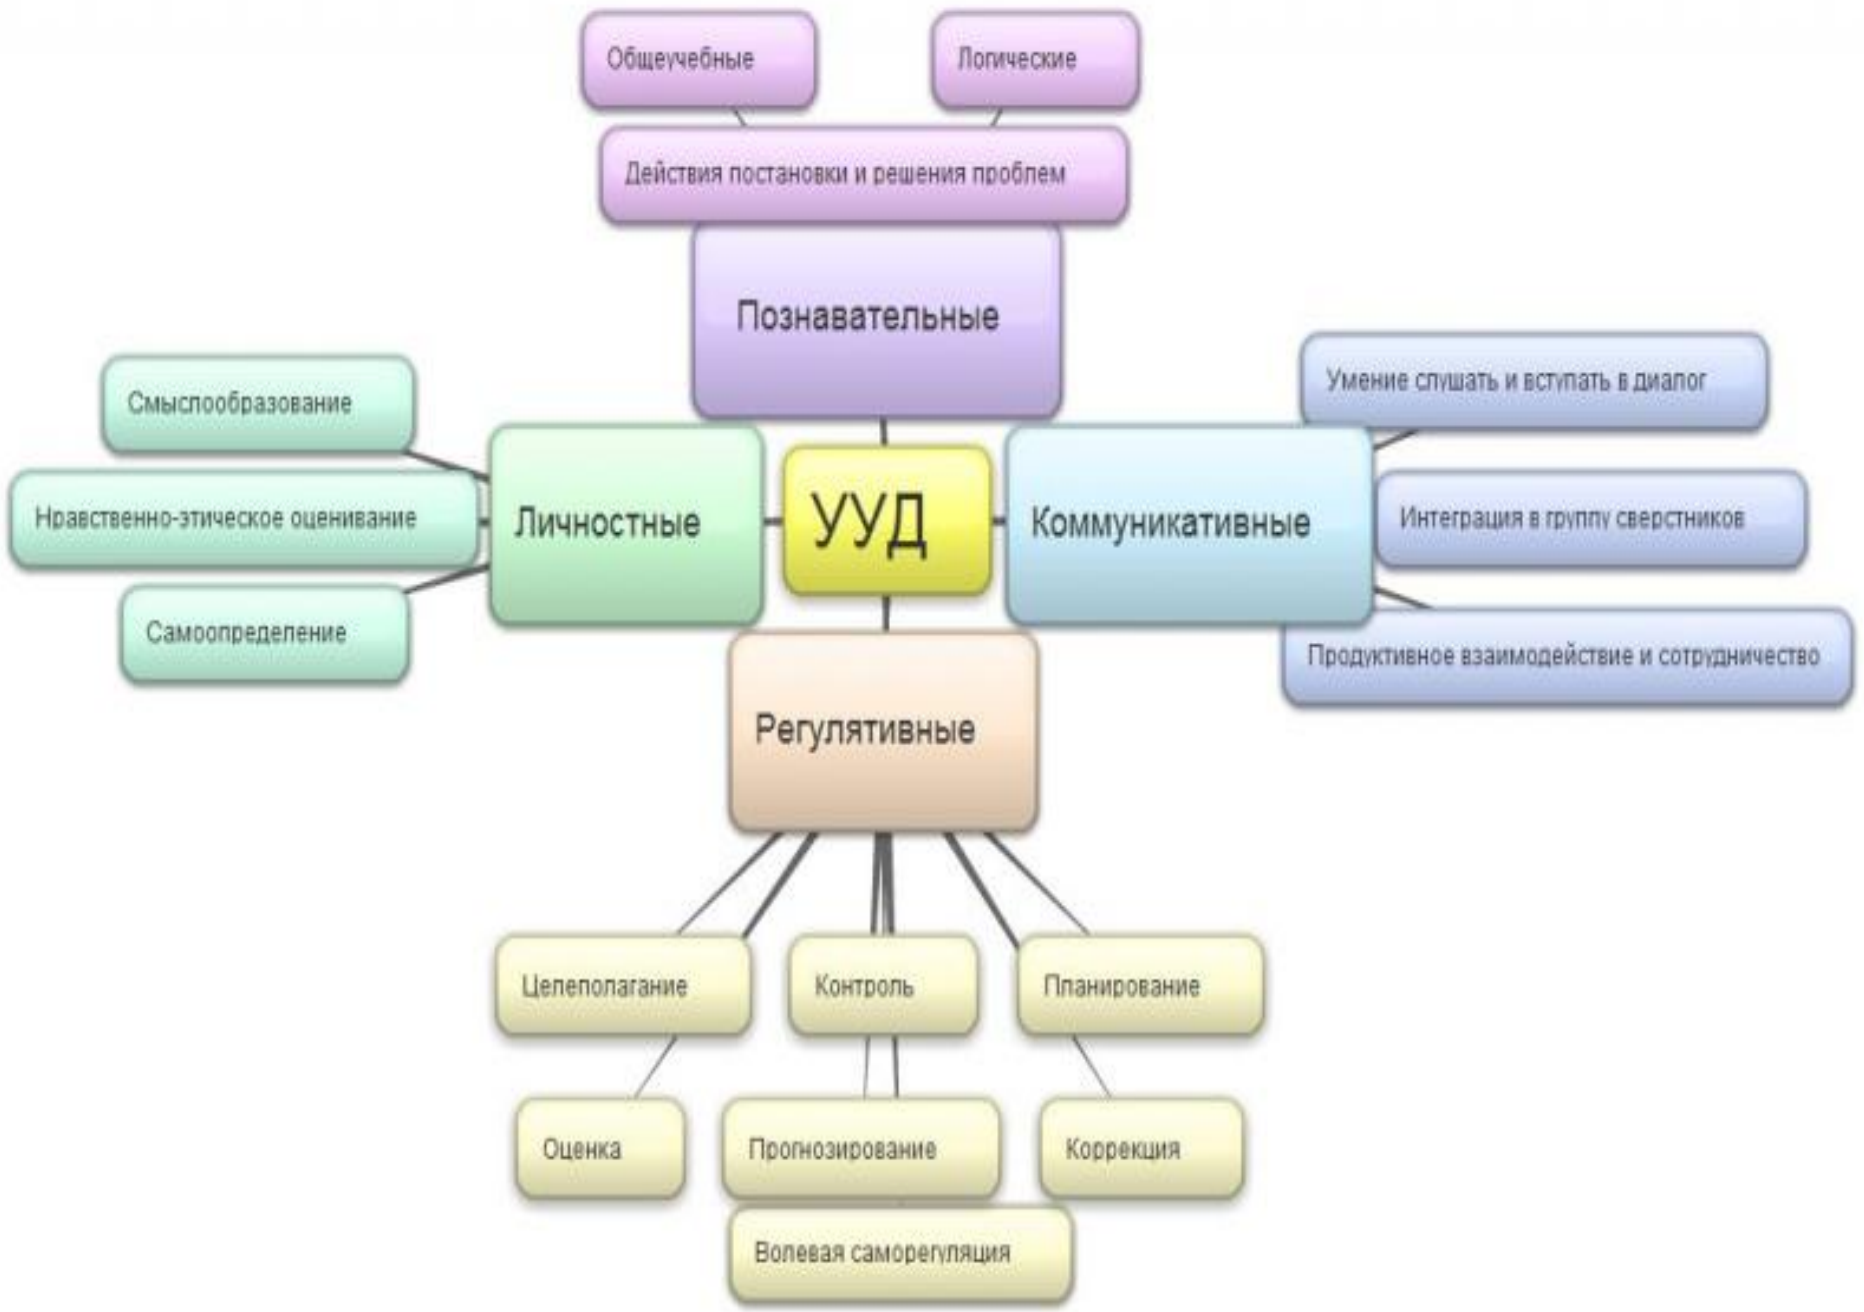 Общеучебные
Логические
Действия постановки и решения проблем
Познавательные
Смыслообразование
Нравственно-этическое оценивание
Самоопределение
Личностные
УУД
Коммуникативные
Умение слушать и вступать в диалог
Интеграция в группу сверстников
Продуктивное взаимодействие и сотрудничество
Регулятивные
Целеполагание
Контроль
Планирование
Оценка
Прогнозирование
Коррекция
Волевая саморегуляция